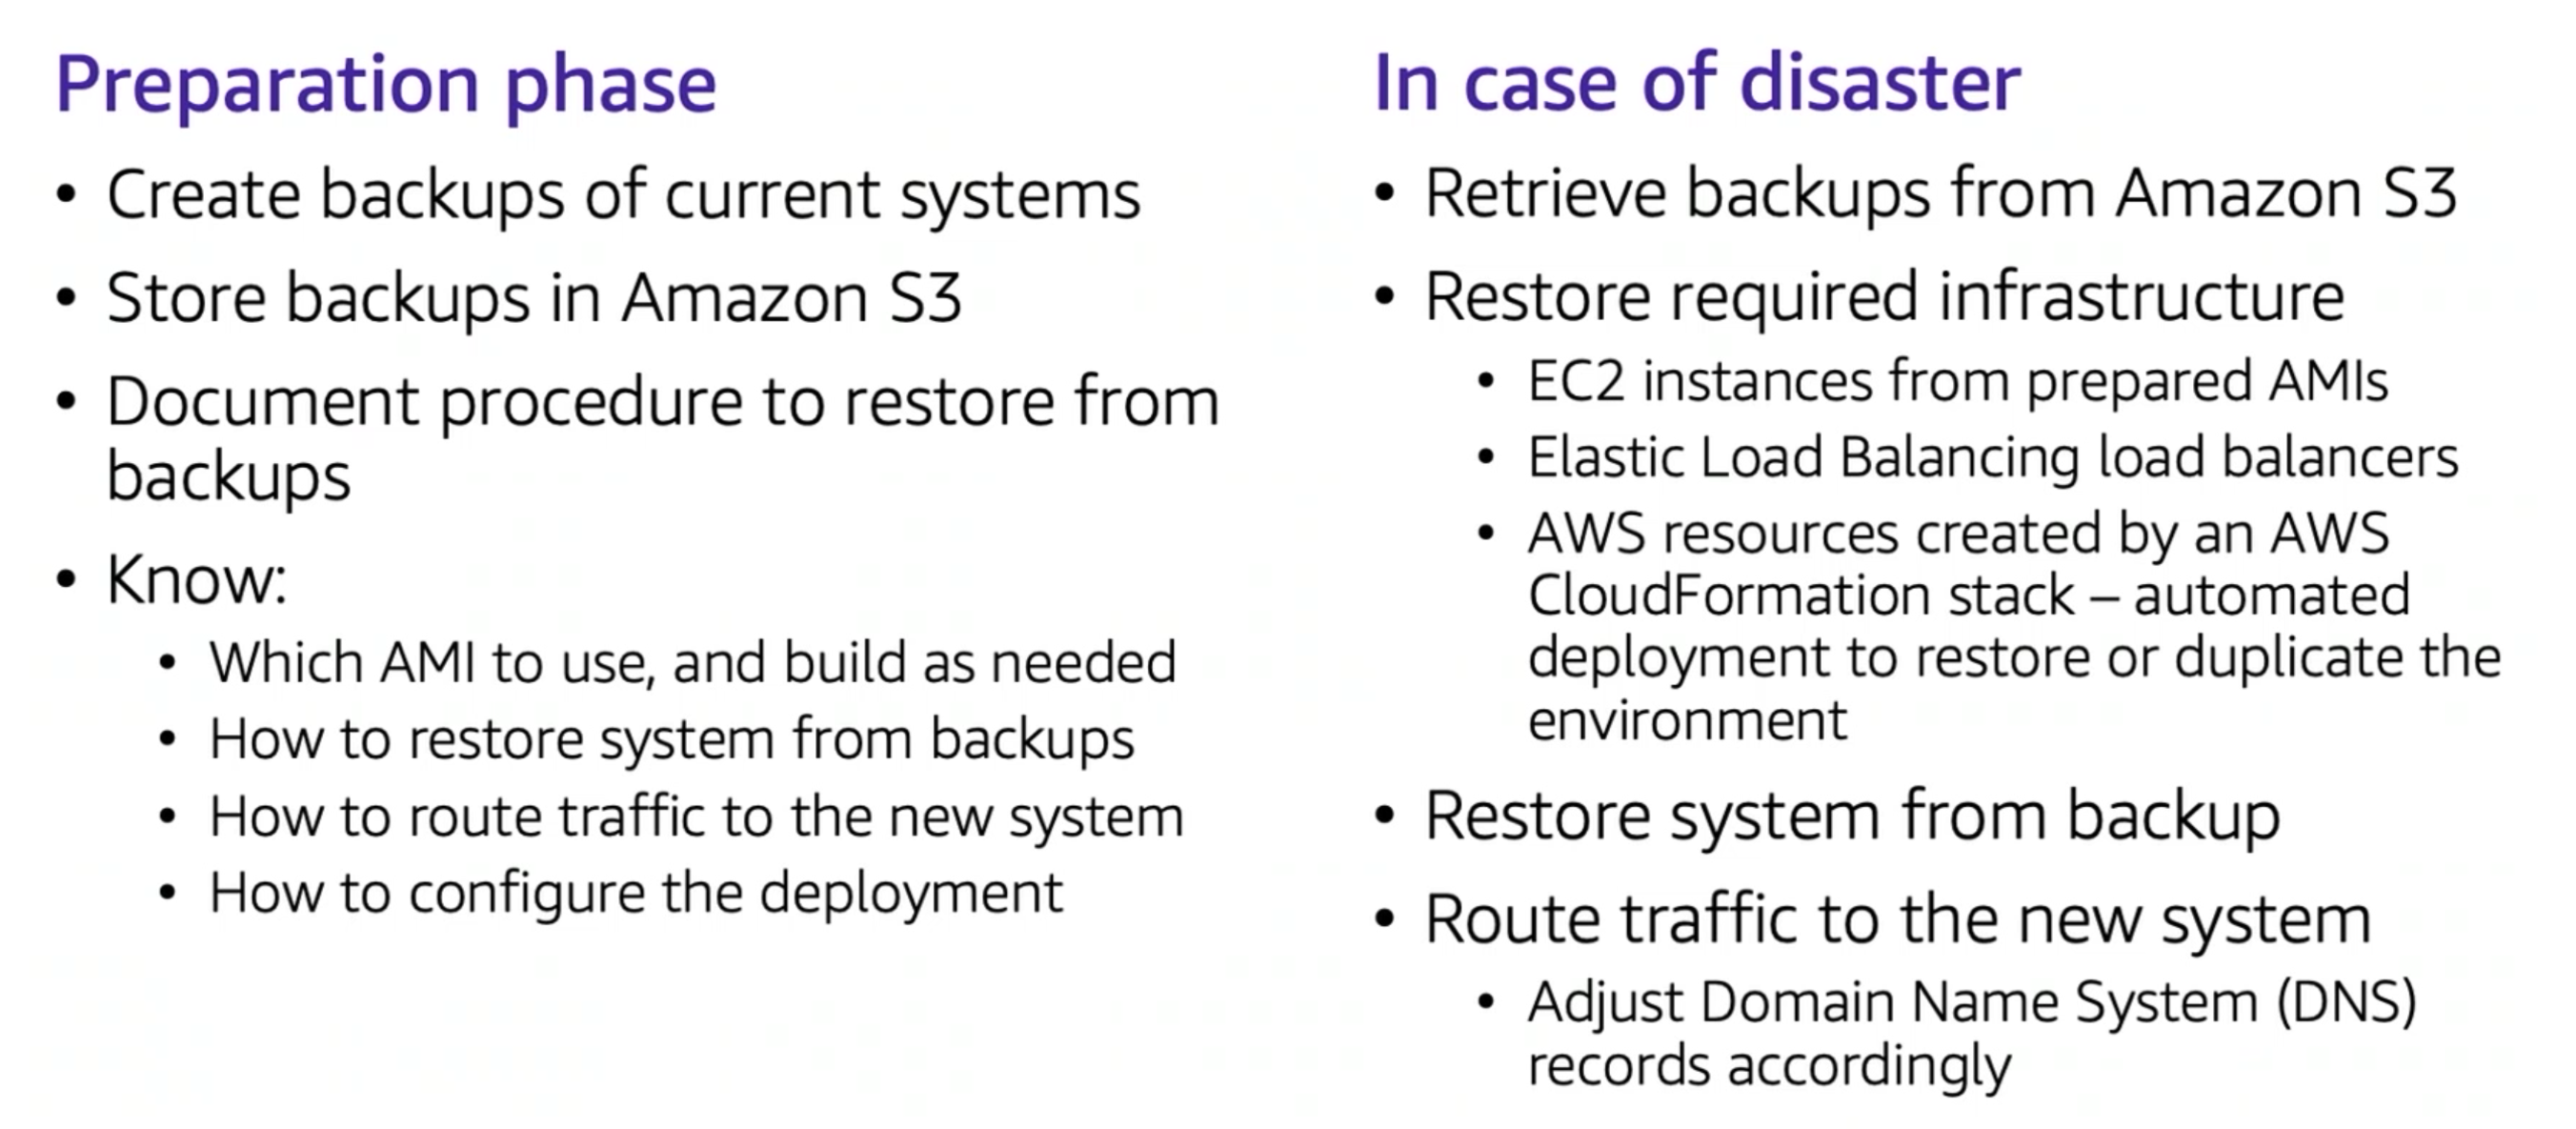 Preparation phase
• Create backups of current systems
• Store backups in Amazon S3
• Document procedure to restore from
backups
• Know:
• Which AMI to use, and build as needed
• How to restore system from backups
• How to route traffic to the new system
• How to configure the deployment
In case of disaster
• Retrieve backups from Amazon S3
• Restore required infrastructure
• EC2 instances from prepared AMIs
• Elastic Load Balancing load balancers
• AWS resources created by an AWS
CloudFormation stack – automated
deployment to restore or duplicate the
environment
• Restore system from backup
• Route traffic to the new system
• Adjust Domain Name System (DNS)
records accordingly